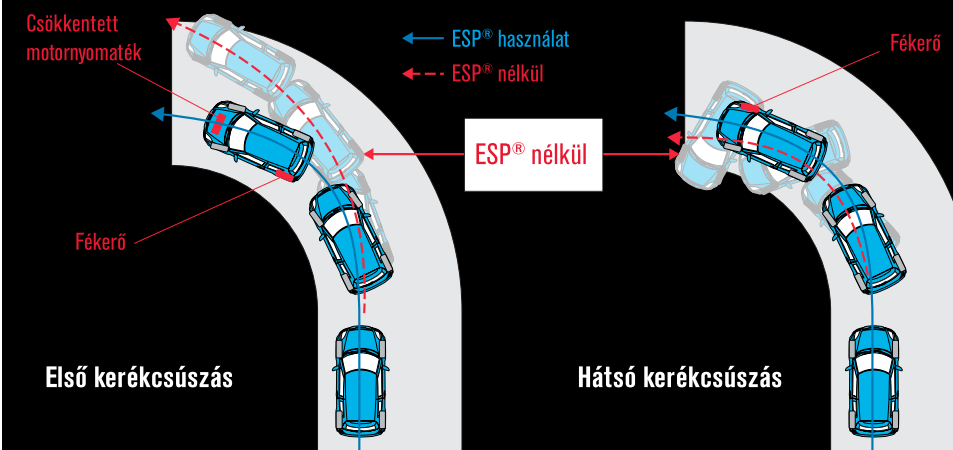 Csökkentett
motornyomaték
ESP® használat
ESP® nélkül
Fékerő
ESP® nélkül
Fékerő
Első kerékcsúszás
Hátsó kerékcsúszás